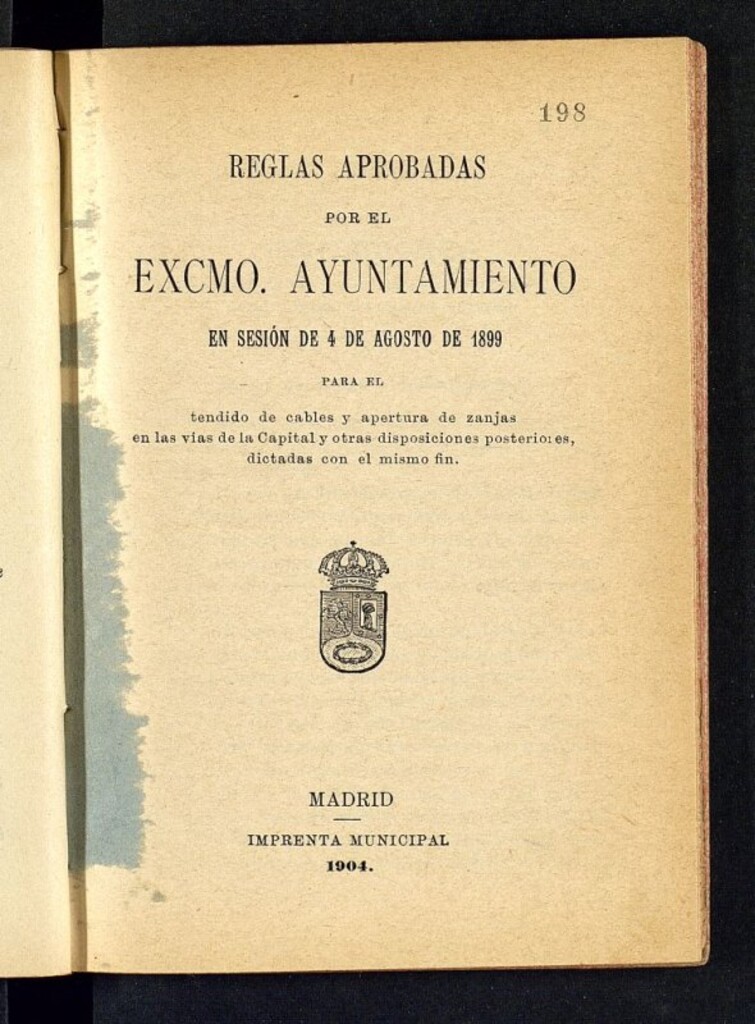 198
REGLAS APROBADAS
POR EL
EXCMO. AYUNTAMIENTO
EN SESIÓN DE 4 DE AGOSTO DE 1899
PARA EL
tendido de cables y apertura de zanjas
en las vías de la Capital y otras disposiciones posteriores,
dictadas con el mismo fin.
MADRID
IMPRENTA MUNICIPAL
1904.